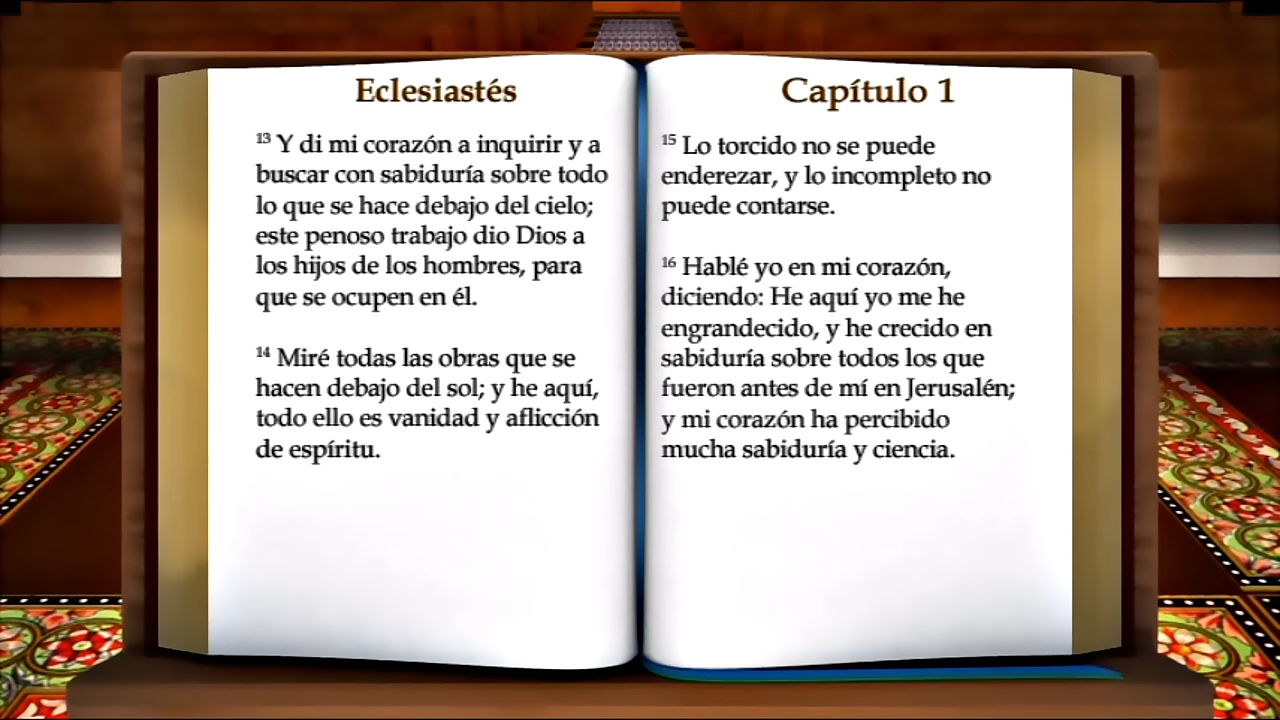 Eclesiastés
13 Y di mi corazón a inquirir y a
buscar con sabiduría sobre todo
lo que se hace debajo del cielo;
este penoso trabajo dio Dios a
los hijos de los hombres, para
que se ocupen en él.
14 Miré todas las obras que se
hacen debajo del sol; y he aquí,
todo ello es vanidad y aflicción
de espíritu.
Capítulo 1
15 Lo torcido no se puede
enderezar, y lo incompleto no
puede contarse.
16 Hablé yo en mi corazón,
diciendo: He aquí yo me he
engrandecido, y he crecido en
sabiduría sobre todos los que
fueron antes de mí en Jerusalén;
y mi corazón ha percibido
mucha sabiduría y ciencia.